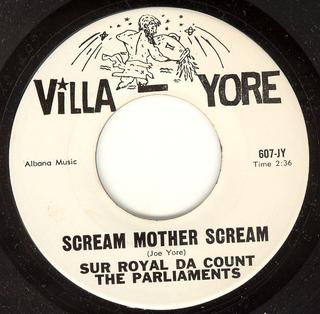 ViLLA - YORE
Albana Music
607-JY
Time 2:36
SCREAM MOTHER SCREAM
(Joe Yore)
SUR ROYAL DA COUNT
THE PARLIAMENTS